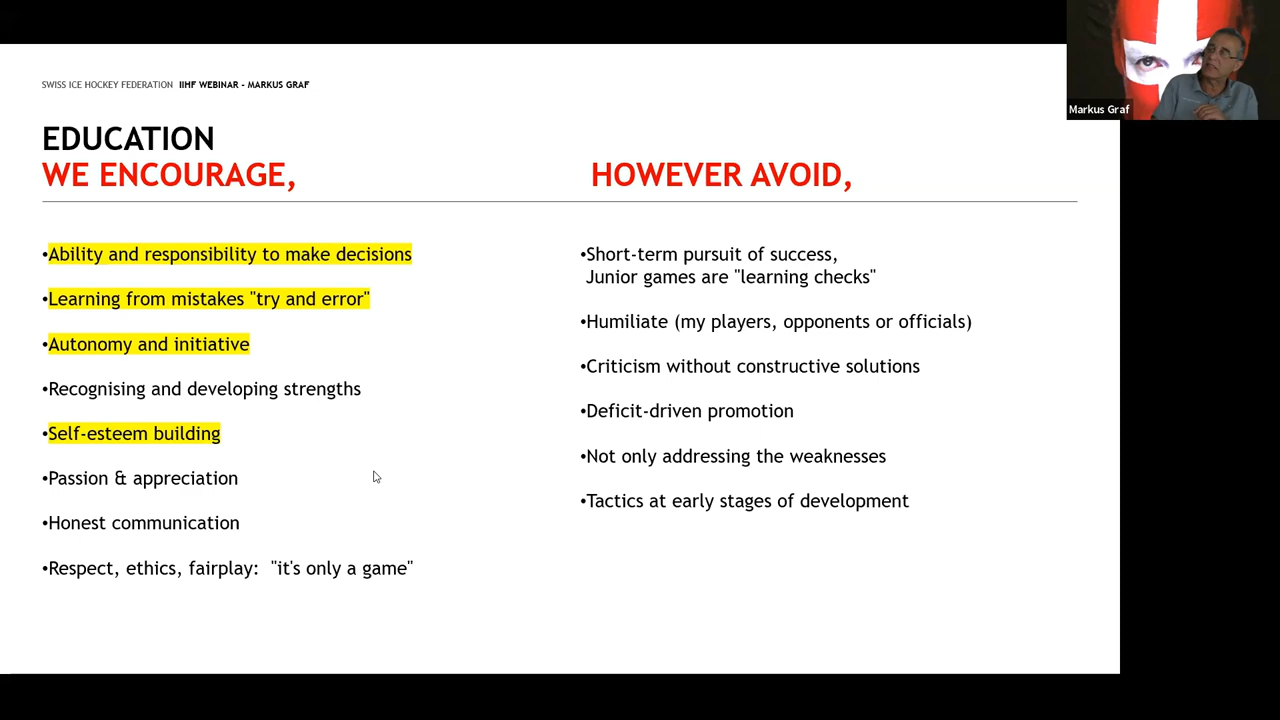 SWISS ICE HOCKEY FEDERATION IIHF WEBINAR - MARKUS GRAF
Markus Graf
EDUCATION
WE ENCOURAGE,
•Ability and responsibility to make decisions
•Learning from mistakes "try and error"
•Autonomy and initiative
•Recognising and developing strengths
•Self-esteem building
•Passion & appreciation
•Honest communication
•Respect, ethics, fairplay: "it's only a game"
HOWEVER AVOID,
•Short-term pursuit of success,
Junior games are "learning checks"
•Humiliate (my players, opponents or officials)
•Criticism without constructive solutions
•Deficit-driven promotion
•Not only addressing the weaknesses
•Tactics at early stages of development